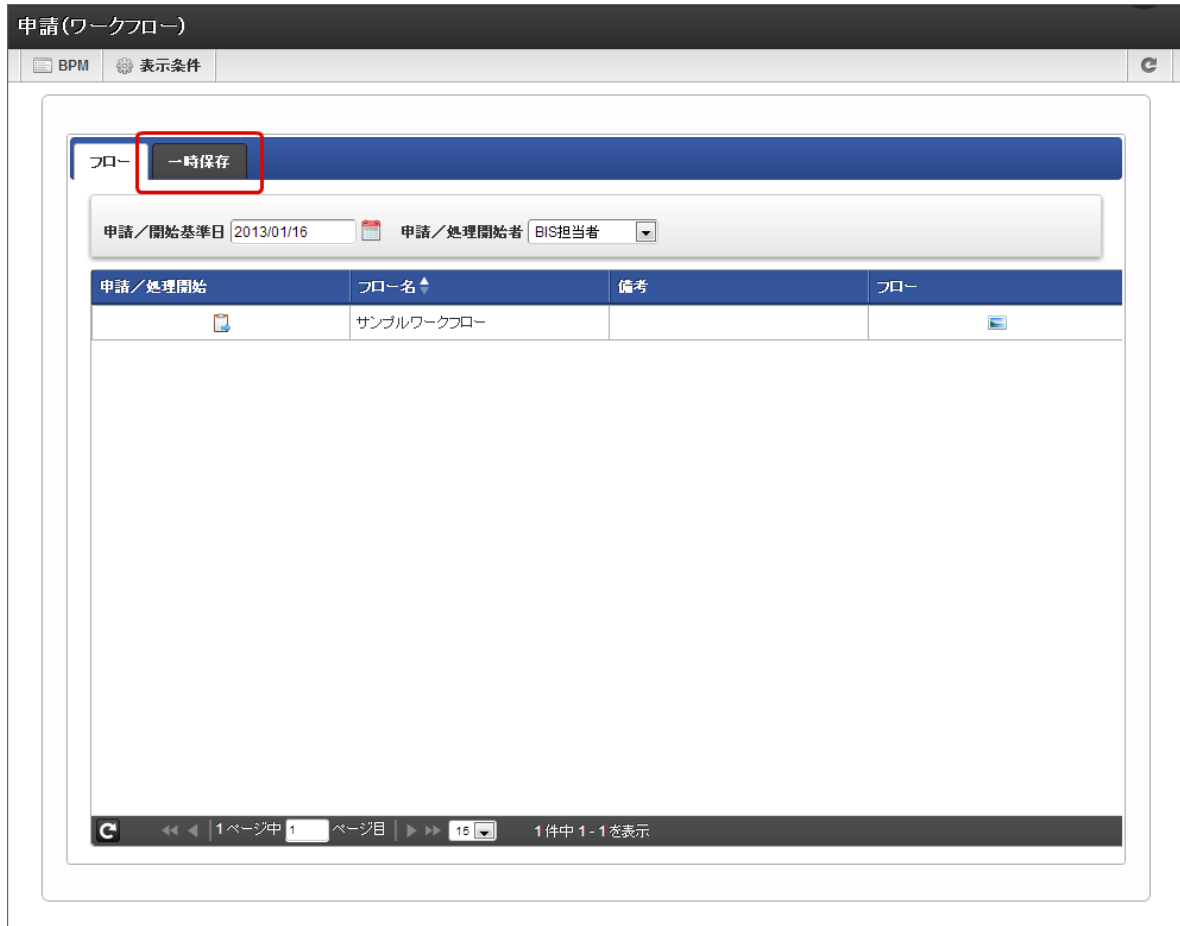 申請(ワークフロー)
BPM 表示条件
フロー 一時保存
申請／開始基準日 2013/01/16 申請／処理開始者 BIS担当者
申請／処理開始 フロー名 備考 フロー
サンプルワークフロー
1 ページ中 1 ページ目 15 1 件中 1 - 1 を表示